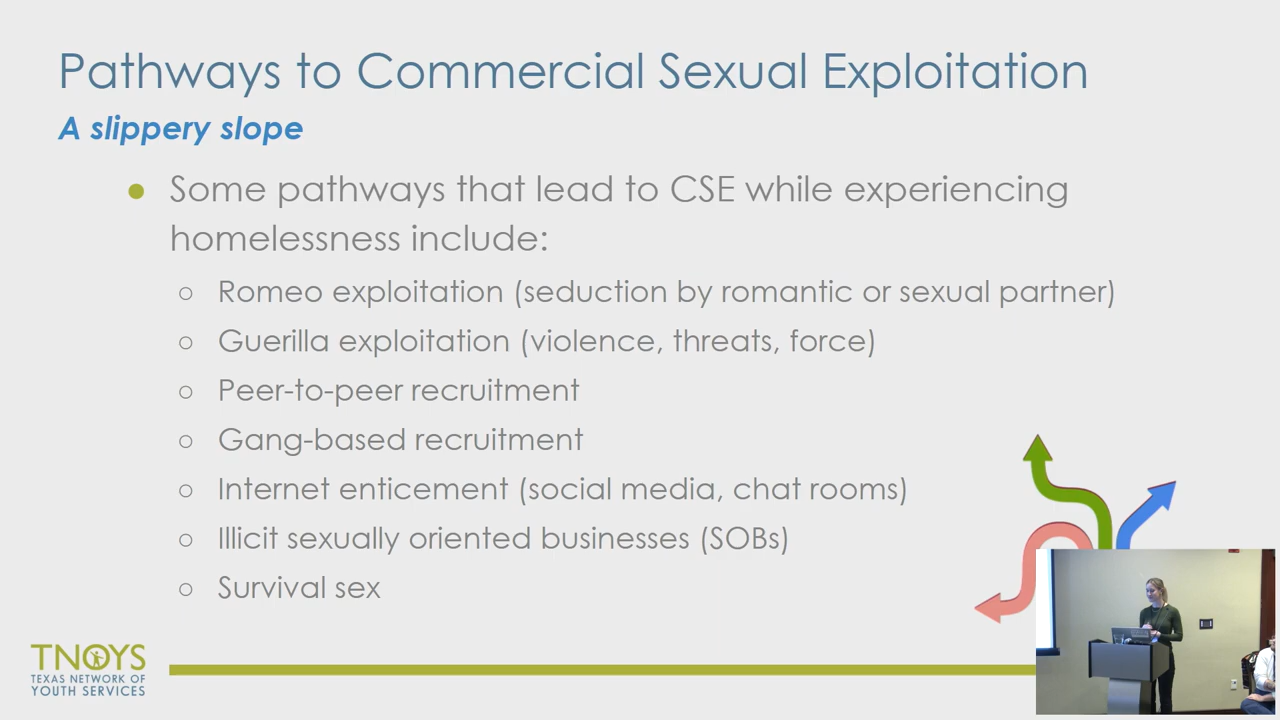 Pathways to Commercial Sexual Exploitation
A slippery slope
● Some pathways that lead to CSE while experiencing
homelessness include:
○ Romeo exploitation (seduction by romantic or sexual partner)
○ Guerilla exploitation (violence, threats, force)
○ Peer-to-peer recruitment
○ Gang-based recruitment
○ Internet enticement (social media, chat rooms)
○ Illicit sexually oriented businesses (SOBs)
○ Survival sex
TNOYS
TEXAS NETWORK OF
YOUTH SERVICES